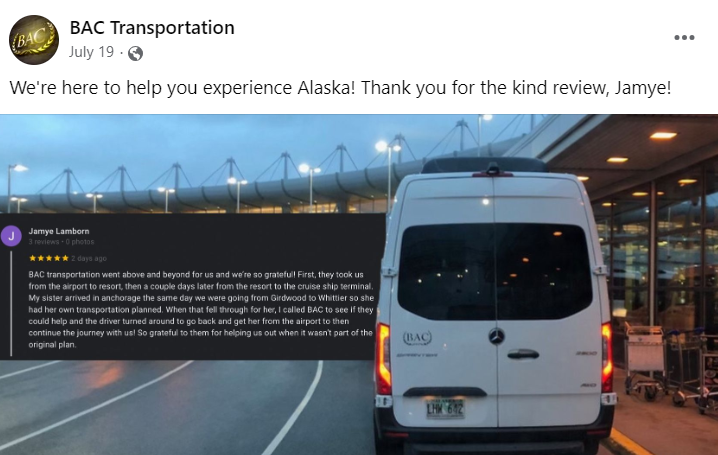 BAC Transportation
July 19 ·
We're here to help you experience Alaska! Thank you for the kind review, Jamye!
J
Jamye Lamborn
3 reviews · 0 photos
2 days ago
BAC transportation went above and beyond for us and we're so grateful! First, they took us
from the airport to resort, then a couple days later from the resort to the cruise ship terminal.
My sister arrived in anchorage the same day we were going from Girdwood to Whittier so she
had her own transportation planned. When that fell through for her, I called BAC to see if they
could help and the driver turned around to go back and get her from the airport to then
continue the journey with us! So grateful to them for helping us out when it wasn't part of the
original plan.
BAC
BAC
SPRINTER